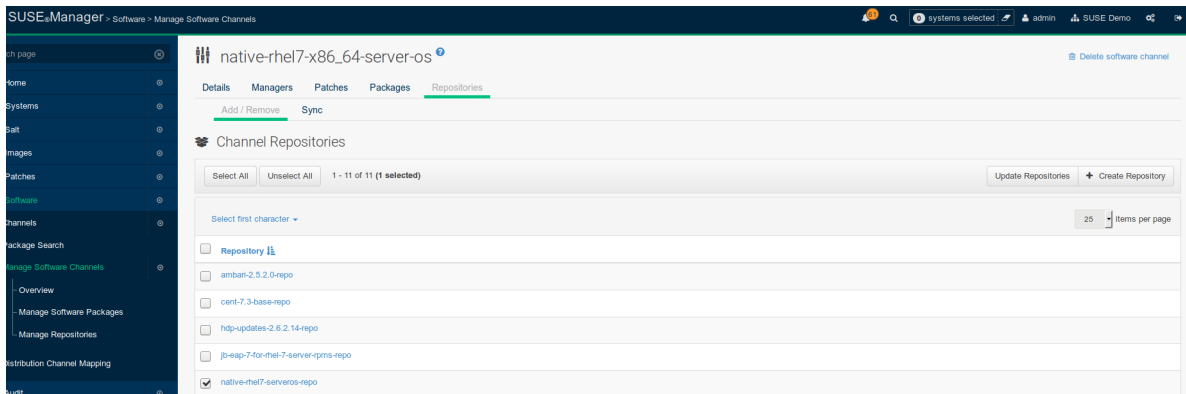 SUSE®Manager > Software > Manage Software Channels
61
0 systems selected
admin
SUSE Demo
ch page
Home
Systems
Salt
Images
Patches
Software
Channels
Package Search
Manage Software Channels
Overview
Manage Software Packages
Manage Repositories
Distribution Channel Mapping
Audit
native-rhel7-x86_64-server-os ?
Delete software channel
Details Managers Patches Packages Repositories
Add / Remove Sync
Channel Repositories
Select All Unselect All 1 - 11 of 11 (1 selected) Update Repositories + Create Repository
Select first character 25 items per page
Repository
ambari-2.5.2.0-repo
cent-7.3-base-repo
hdp-updates-2.6.2.14-repo
jb-eap-7-for-rhel-7-server-rpms-repo
native-rhel7-serveros-repo